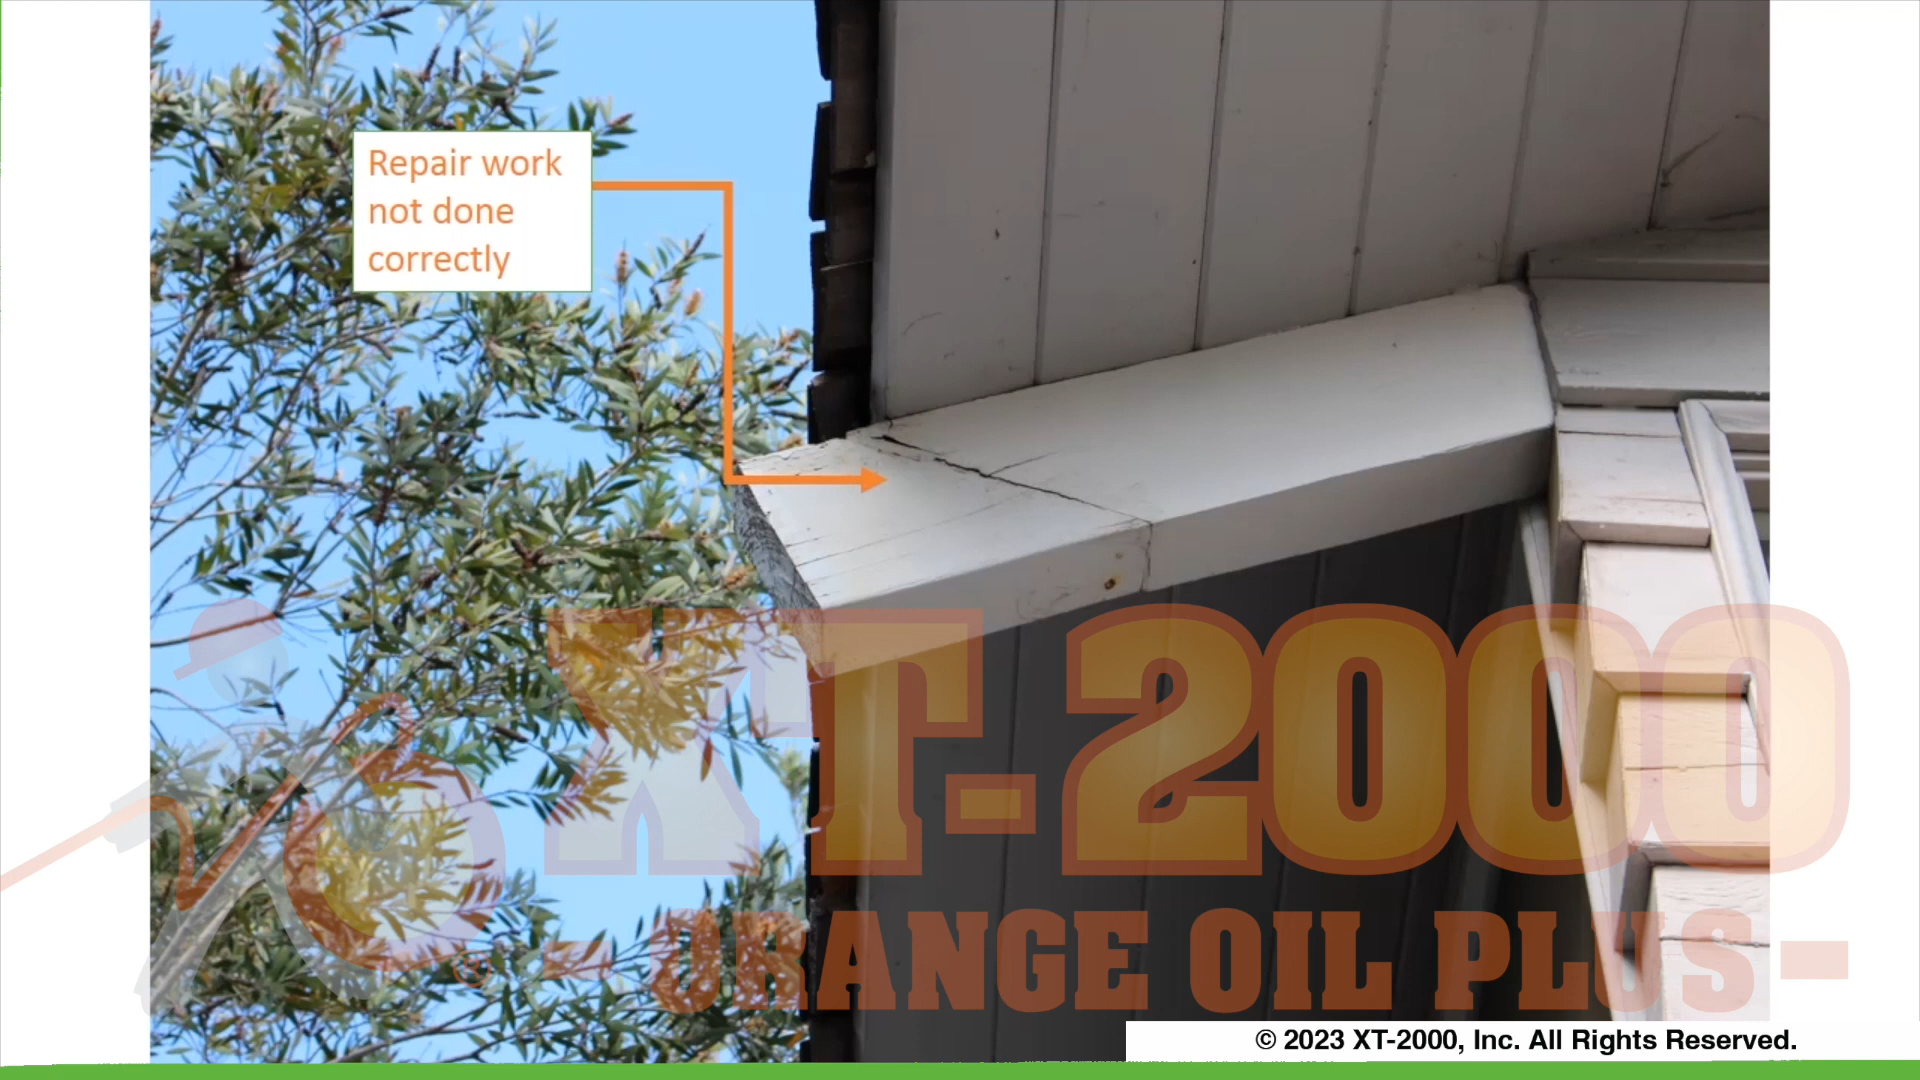 Repair work
not done
correctly
XT-2000
®
- ORANGE OIL PLUS -
© 2023 XT-2000, Inc. All Rights Reserved.